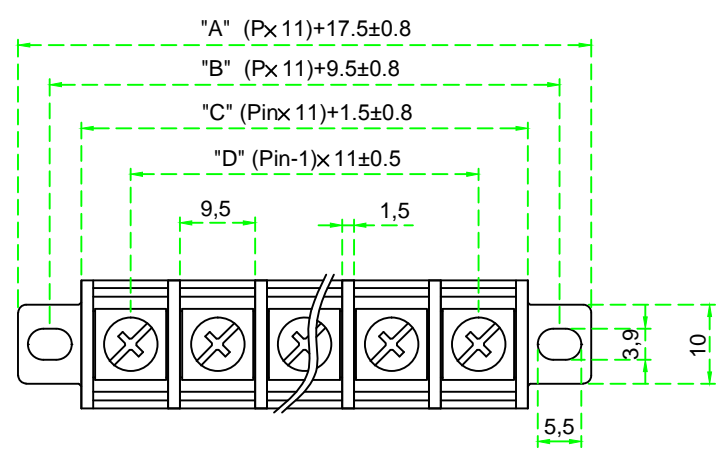 "A" (P×11)+17.5±0.8
"B" (P×11)+9.5±0.8
"C" (Pin×11)+1.5±0.8
"D" (Pin-1)×11±0.5
9,5
1,5
3,9
10
5,5